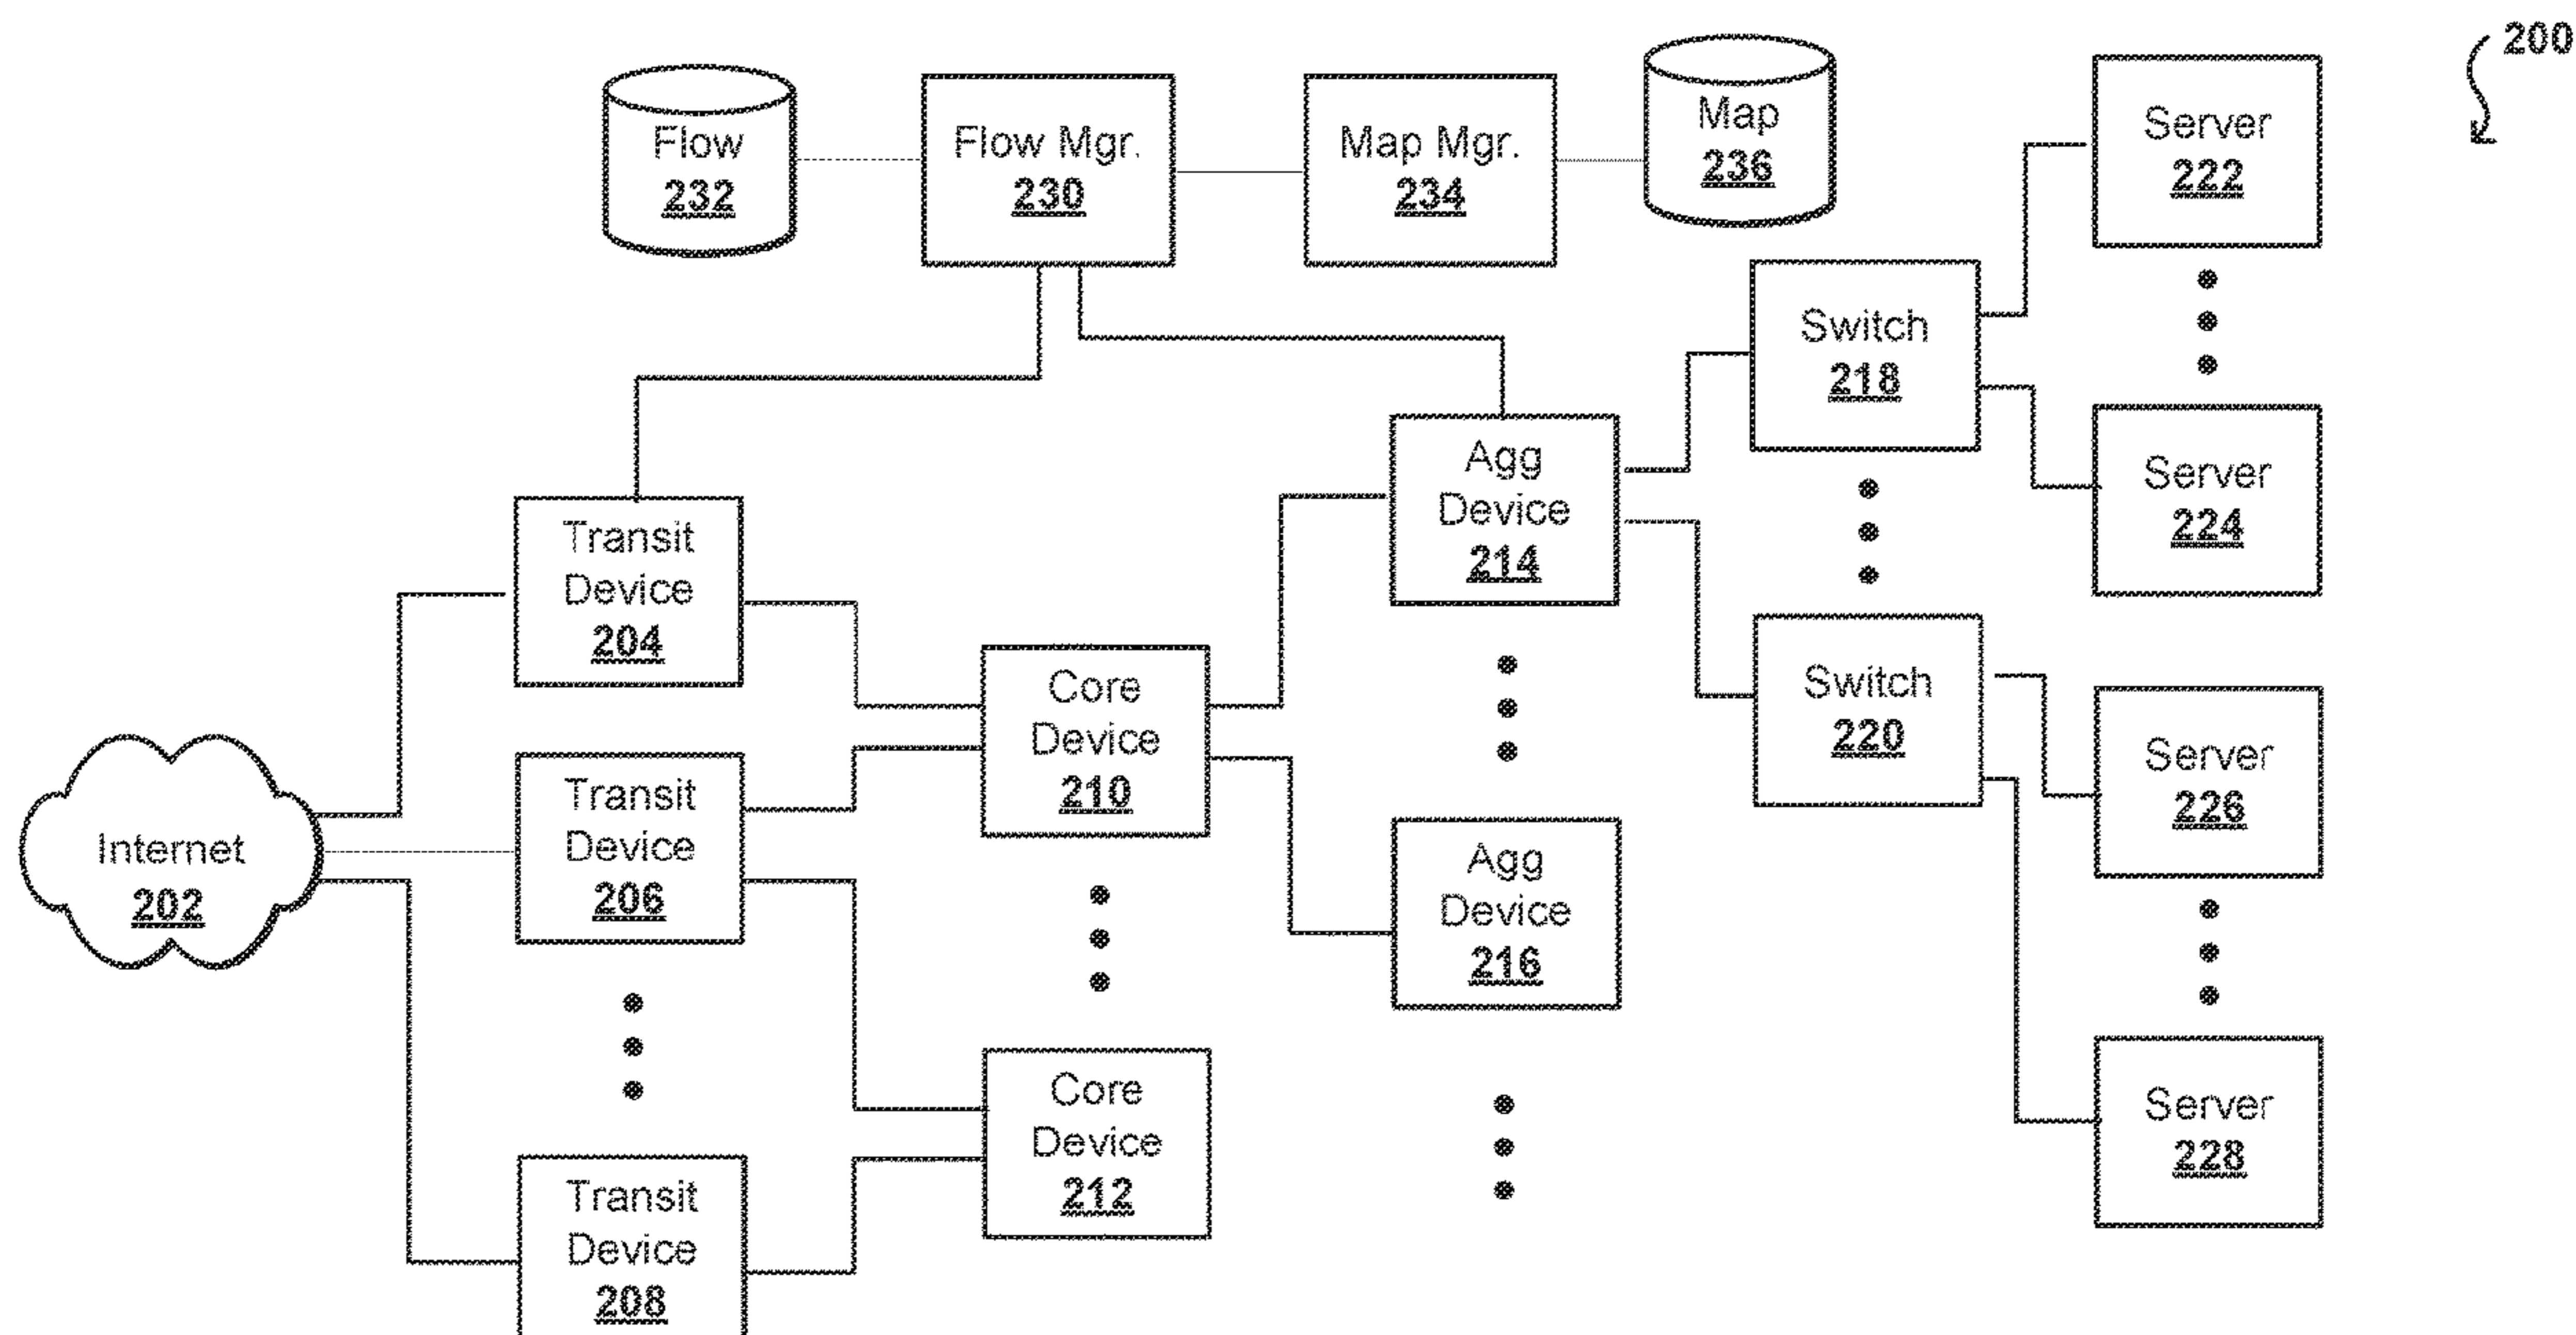 200
Flow
232
Flow Mgr.
230
Map Mgr.
234
Map
236
Server
222
Switch
218
Server
224
Agg
Device
214
Transit
Device
204
Core
Device
210
Switch
220
Server
226
Internet
202
Transit
Device
206
Agg
Device
216
Core
Device
212
Server
228
Transit
Device
208